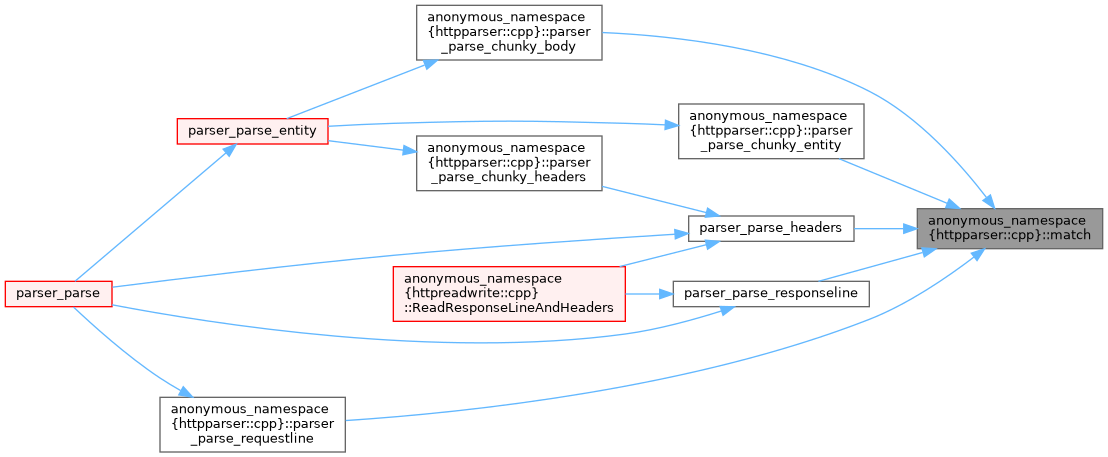 anonymous_namespace
{httpparser::cpp}::parser
_parse_chunky_body
parser_parse_entity
anonymous_namespace
{httpparser::cpp}::parser
_parse_chunky_entity
anonymous_namespace
{httpparser::cpp}::parser
_parse_chunky_headers
anonymous_namespace
{httpparser::cpp}::match
parser_parse_headers
anonymous_namespace
{httpreadwrite::cpp}
::ReadResponseLineAndHeaders
parser_parse
parser_parse_responseline
anonymous_namespace
{httpparser::cpp}::parser
_parse_requestline